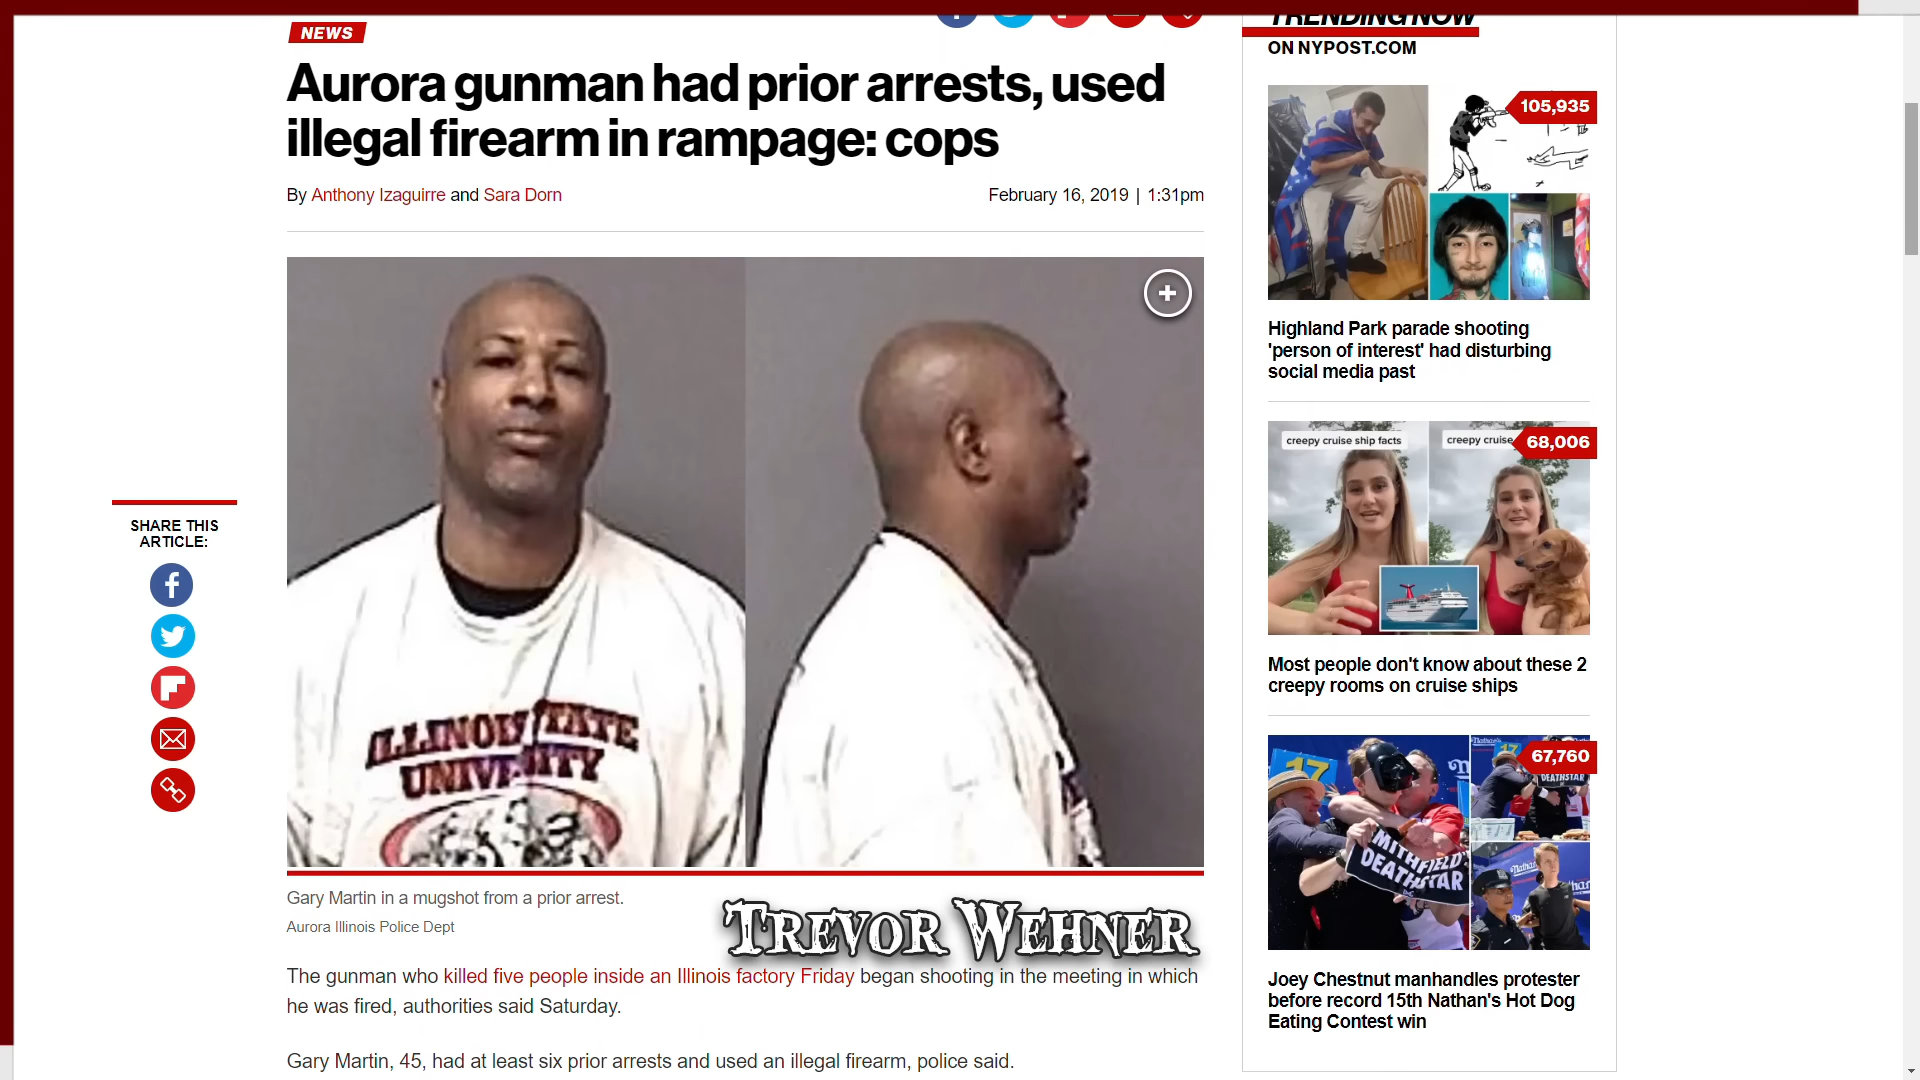 TRENDING NOW
ON NYPOST.COM
NEWS
Aurora gunman had prior arrests, used
illegal firearm in rampage: cops
By Anthony Izaguirre and Sara Dorn
February 16, 2019 | 1:31pm
SHARE THIS
ARTICLE:
ILLINOIS STATE
UNIVERSITY
Gary Martin in a mugshot from a prior arrest.
Aurora Illinois Police Dept
TREVOR WEHNER
The gunman who killed five people inside an Illinois factory Friday began shooting in the meeting in which
he was fired, authorities said Saturday.
Gary Martin, 45, had at least six prior arrests and used an illegal firearm, police said.
105,935
Highland Park parade shooting
'person of interest' had disturbing
social media past
creepy cruise ship facts
creepy cruise
68,006
Most people don't know about these 2
creepy rooms on cruise ships
67,760
17
17
Nathan's
DEATHSTAR
MITHFIELD
DEATHSTAR
Joey Chestnut manhandles protester
before record 15th Nathan's Hot Dog
Eating Contest win